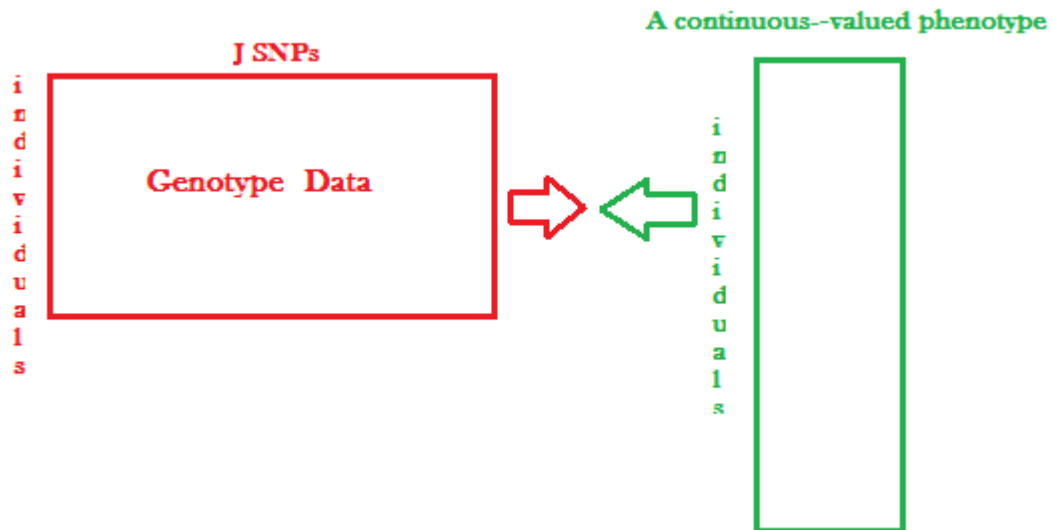 A continuous--valued phenotype
J SNPs
individuals
Genotype Data
individuals